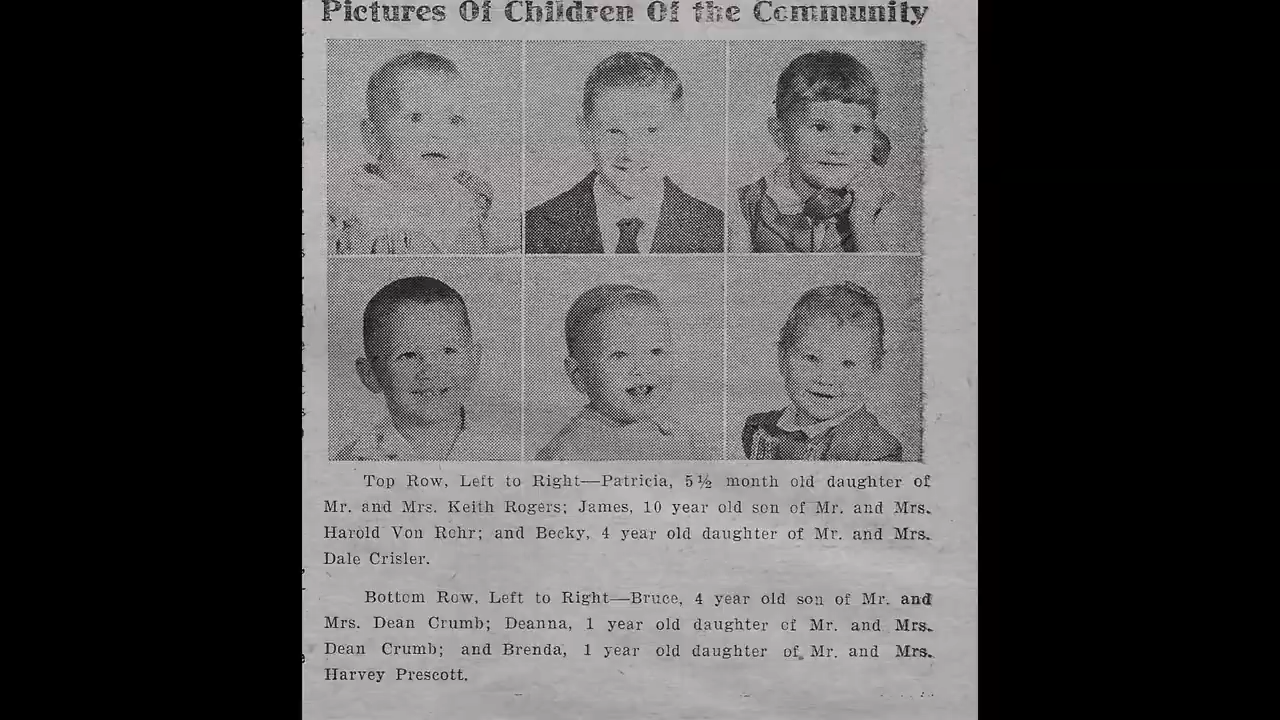 Pictures Of Children Of the Community
Top Row, Left to Right—Patricia, 5½ month old daughter of
Mr. and Mrs. Keith Rogers; James, 10 year old son of Mr. and Mrs.
Harold Von Rohr; and Becky, 4 year old daughter of Mr. and Mrs.
Dale Crisler.
Bottom Row, Left to Right—Bruce, 4 year old son of Mr. and
Mrs. Dean Crumb; Deanna, 1 year old daughter of Mr. and Mrs.
Dean Crumb; and Brenda, 1 year old daughter of Mr. and Mrs.
Harvey Prescott.